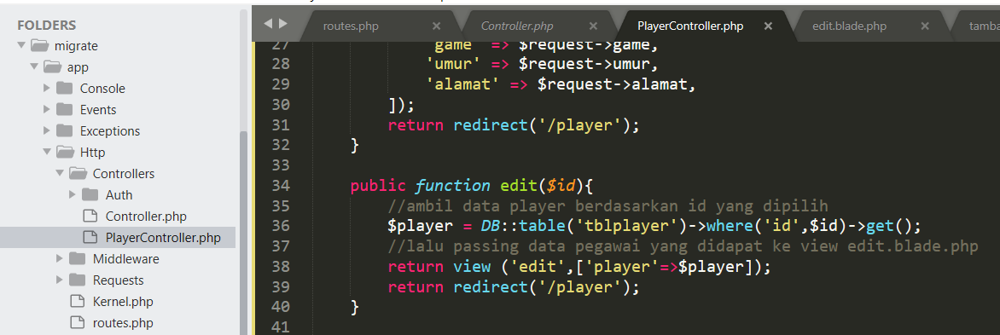 FOLDERS
migrate
app
Console
Events
Exceptions
Http
Controllers
Auth
Controller.php
PlayerController.php
Middleware
Requests
Kernel.php
routes.php
routes.php × Controller.php × PlayerController.php × edit.blade.php × tamba
27 'game' => $request->game,
28 'umur' => $request->umur,
29 'alamat' => $request->alamat,
30 ]);
31 return redirect('/player');
32 }
33
34 public function edit($id){
35 //ambil data player berdasarkan id yang dipilih
36 $player = DB::table('tblplayer')->where('id',$id)->get();
37 //lalu passing data pegawai yang didapat ke view edit.blade.php
38 return view ('edit',['player'=>$player]);
39 return redirect('/player');
40 }
41